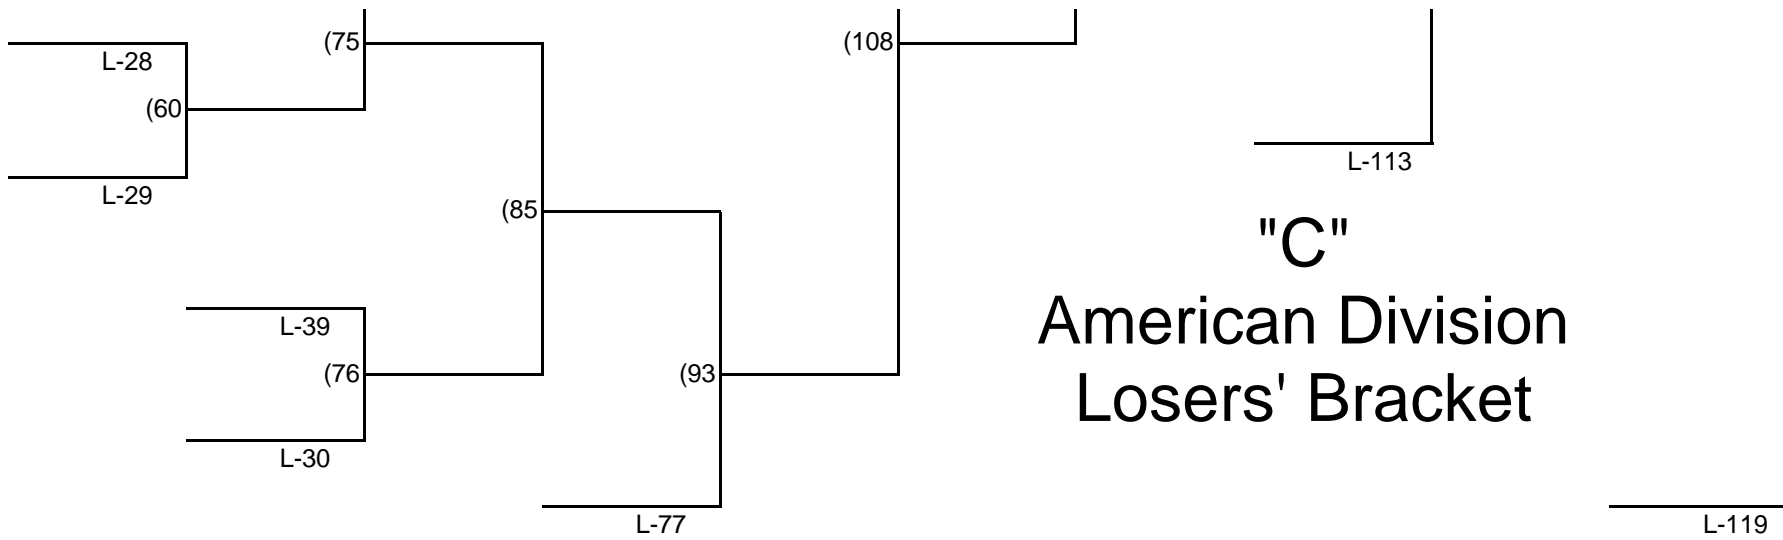 (75
(108
L-28
(60
L-113
L-29
(85
"C"
American Division
L-39
(76
(93
Losers' Bracket
L-30
L-77
L-119